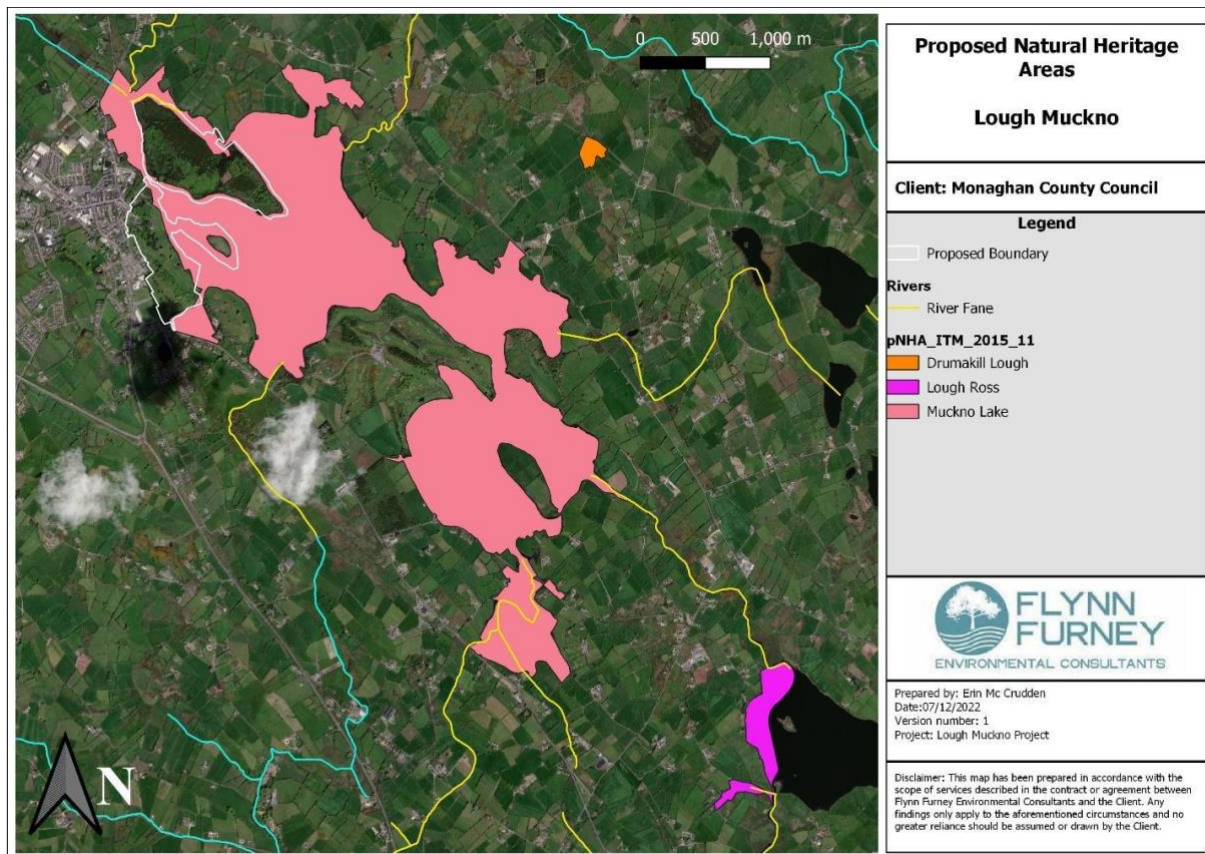 0 500 1,000 m
N
Proposed Natural Heritage
Areas
Lough Muckno
Client: Monaghan County Council
Legend
Proposed Boundary
Rivers
River Fane
pNHA_ITM_2015_11
Drumakill Lough
Lough Ross
Muckno Lake
FLYNN
FURNEY
ENVIRONMENTAL CONSULTANTS
Prepared by: Erin Mc Crudden
Date:07/12/2022
Version number: 1
Project: Lough Muckno Project
Disclaimer: This map has been prepared in accordance with the
scope of services described in the contract or agreement between
Flynn Furney Environmental Consultants and the Client. Any
findings only apply to the aforementioned circumstances and no
greater reliance should be assumed or drawn by the Client.